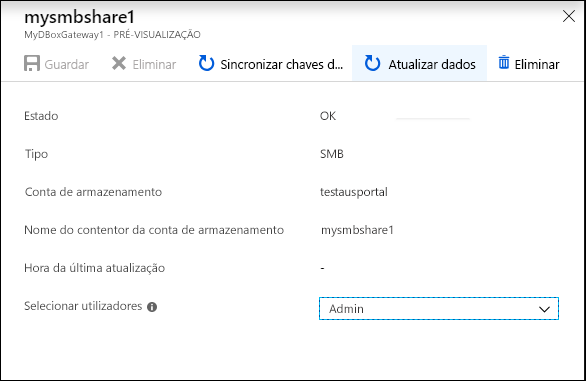 mysmbshare1
MyDBoxGateway1 - PRÉ-VISUALIZAÇÃO
Guardar Eliminar Sincronizar chaves d... Atualizar dados Eliminar
Estado OK
Tipo SMB
Conta de armazenamento testausportal
Nome do contentor da conta de armazenamento mysmbshare1
Hora da última atualização -
Selecionar utilizadores Admin